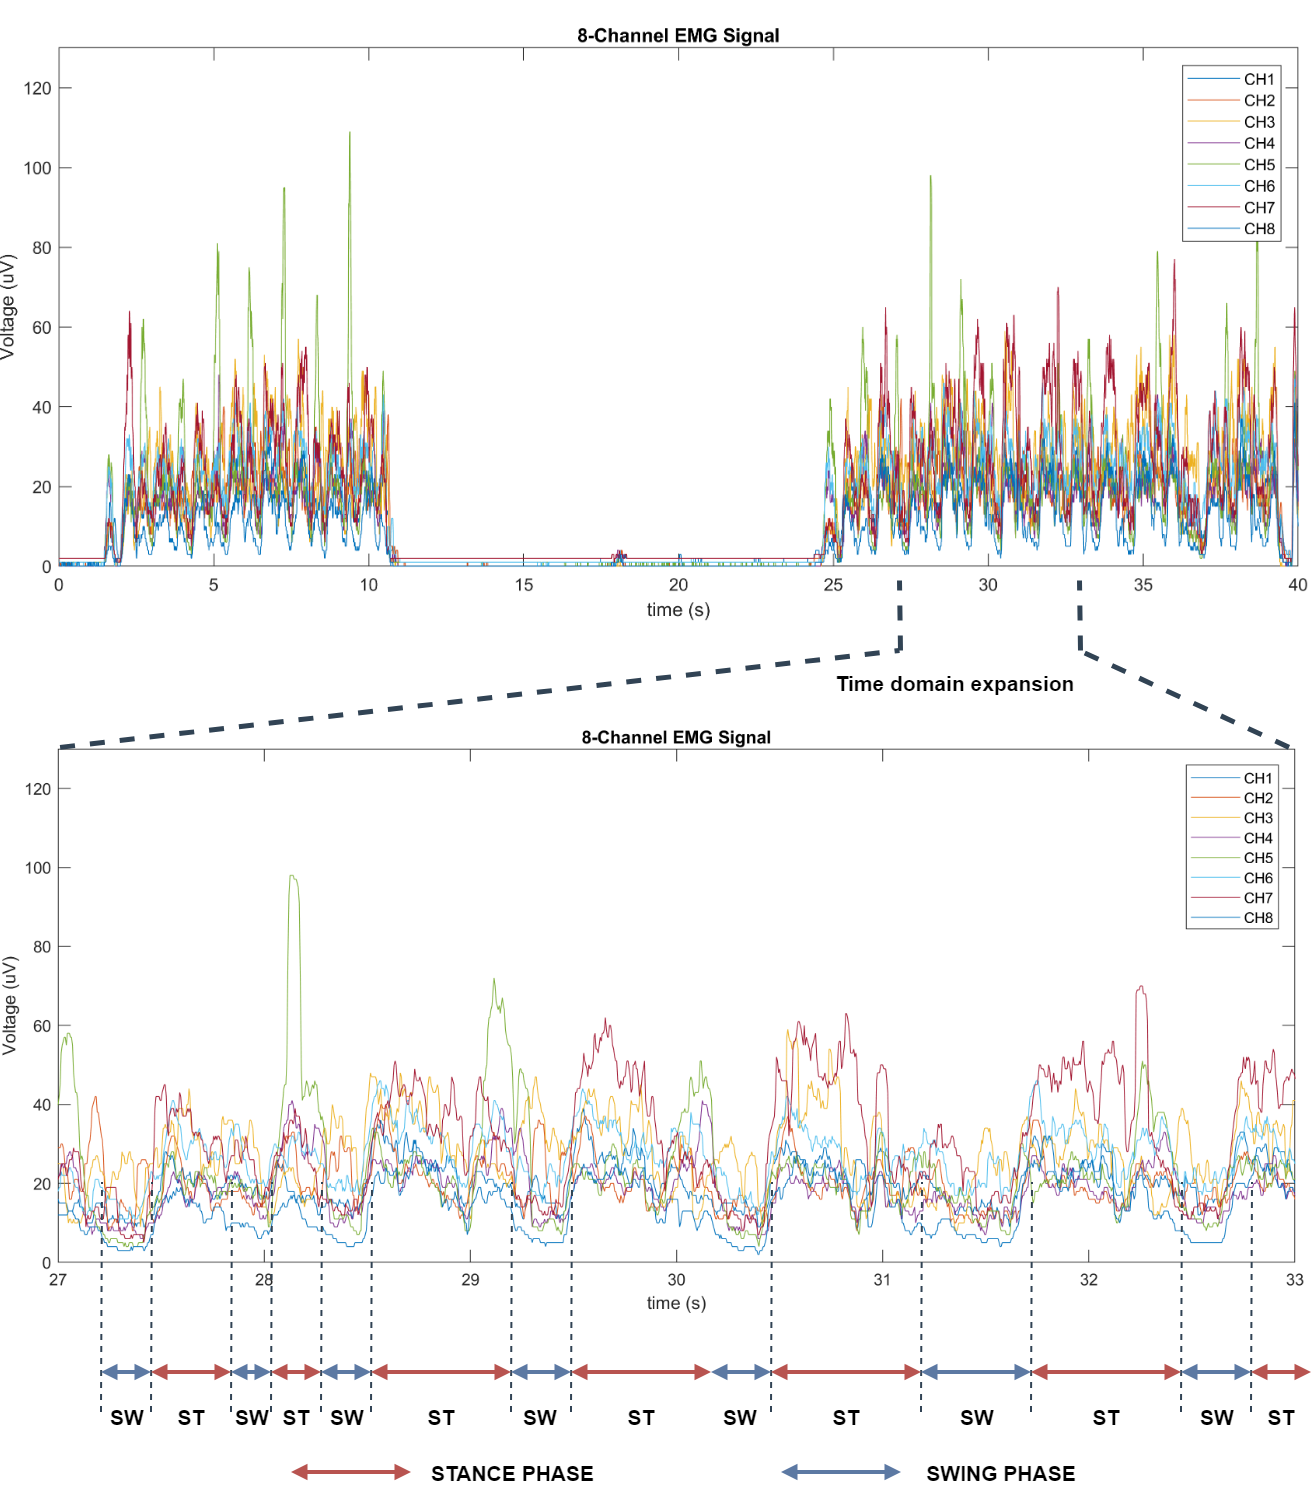 8-Channel EMG Signal
120
100
80
60
40
20
0
Voltage (uV)
CH1
CH2
CH3
CH4
CH5
CH6
CH7
CH8
0 5 10 15 20 25 30 35 40
time (s)
Time domain expansion
8-Channel EMG Signal
120
100
80
60
40
20
0
Voltage (uV)
CH1
CH2
CH3
CH4
CH5
CH6
CH7
CH8
27 28 29 30 31 32 33
time (s)
SW ST SW ST SW ST SW ST SW ST SW ST SW ST
STANCE PHASE SWING PHASE